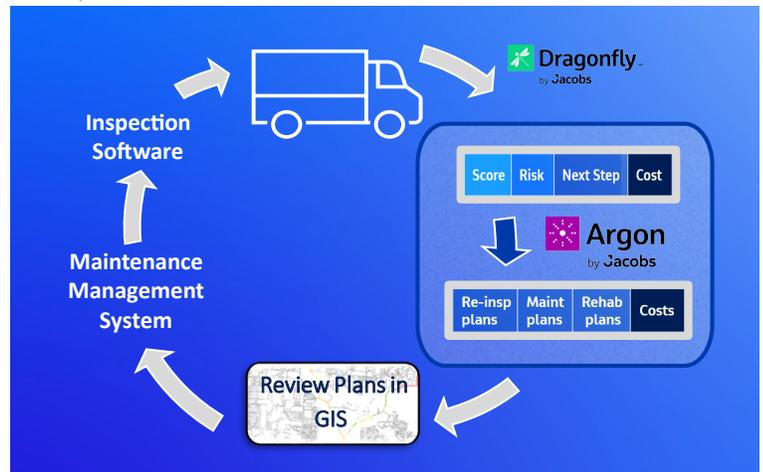 Dragonfly™
by Jacobs
Inspection
Software
Score Risk Next Step Cost
Argon
by Jacobs
Maintenance
Management
System
Re-insp Maint Rehab Costs
plans plans plans
Review Plans in
GIS